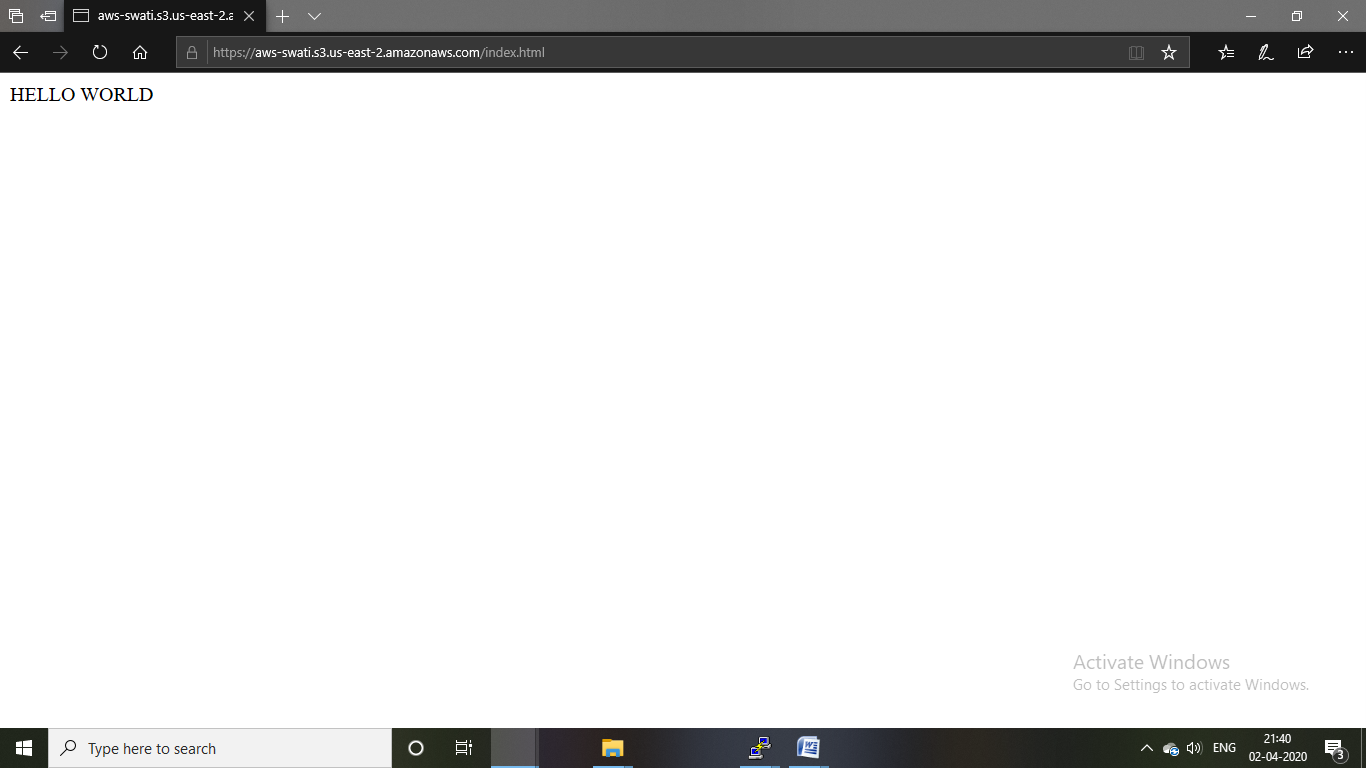 aws-swati.s3.us-east-2.a
https://aws-swati.s3.us-east-2.amazonaws.com/index.html
HELLO WORLD
Activate Windows
Go to Settings to activate Windows.
Type here to search
ENG
21:40
02-04-2020
3